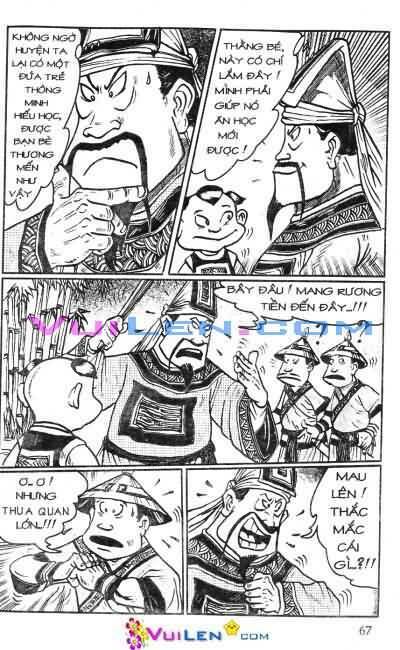 KHÔNG NGỜ
HUYỆN TA
LẠI CÓ MỘT
ĐỨA TRẺ
THÔNG
MINH
HIẾU HỌC,
ĐƯỢC
BẠN BÈ
THƯƠNG
MẾN
NHƯ
VẬY
THẰNG BÉ,
NÀY CÓ CHÍ
LẮM ĐÂY!
MÌNH PHẢI
GIÚP NÓ
ĂN HỌC
MỚI
ĐƯỢC!
BÂY ĐÂU! MANG RƯƠNG
TIỀN ĐẾN ĐÂY...!!!
VUILEN.COM
Ơ... Ơ!
NHƯNG
THƯA QUAN
LỚN...!!!
MAU
LÊN!
THẮC
MẮC
CÁI
GÌ...?!!
67
VUILEN.COM